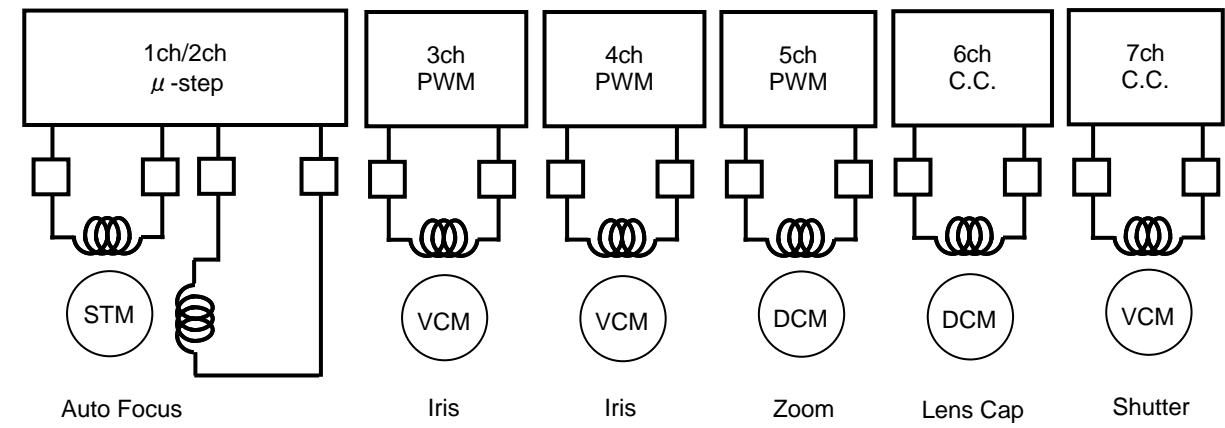 1ch/2ch
μ-step
3ch
PWM
4ch
PWM
5ch
PWM
6ch
C.C.
7ch
C.C.
STM
VCM
VCM
DCM
DCM
VCM
Auto Focus
Iris
Iris
Zoom
Lens Cap
Shutter